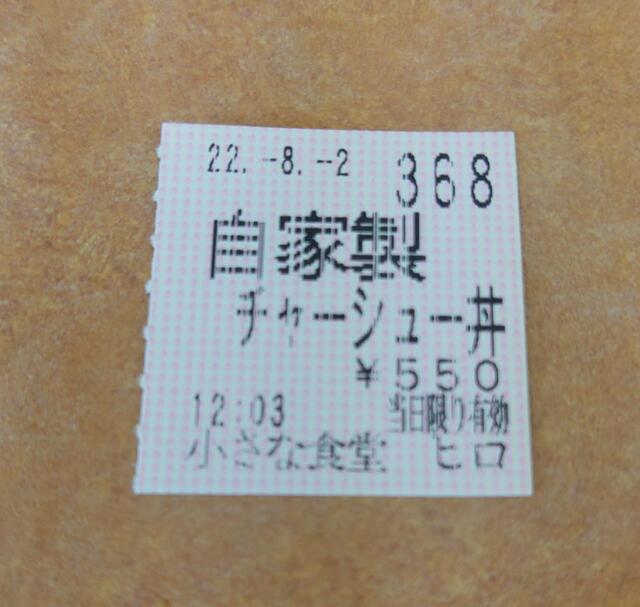 22.-8.-2 368
自家製
チャーシュー丼
¥550
12:03 当日限り有効
小さな食堂 ヒロ